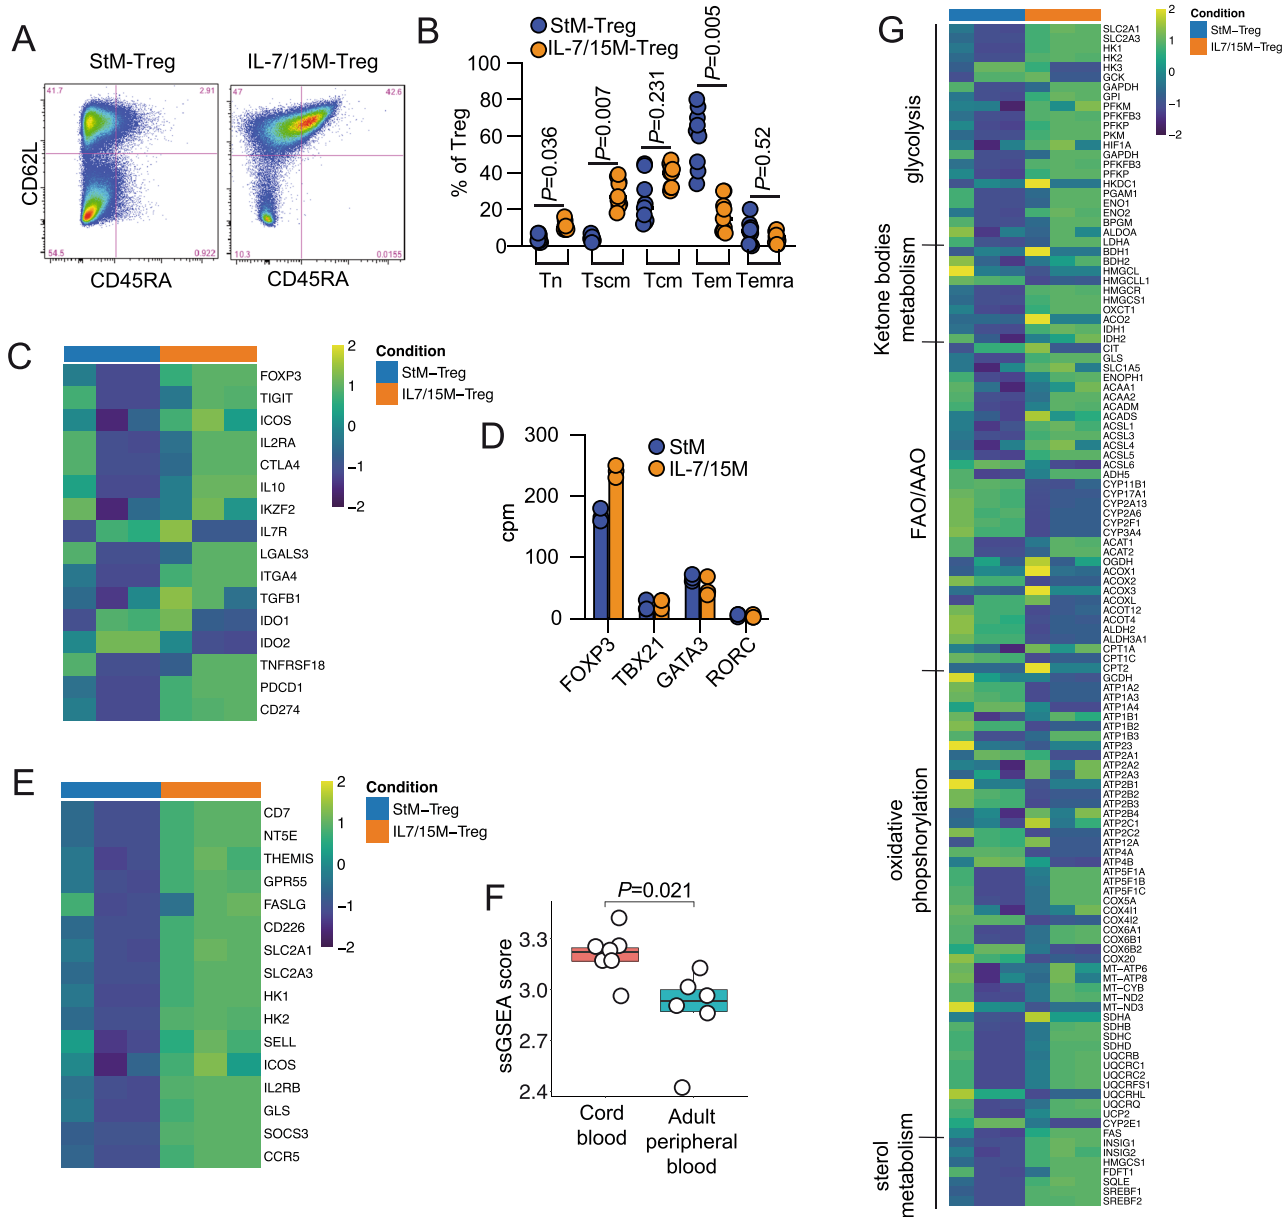 A
StM-Treg
IL-7/15M-Treg
41.7
2.91
54.5
0.922
47
42.6
10.3
0.0155
CD62L
CD45RA
CD45RA
B
StM-Treg
IL-7/15M-Treg
% of Treg
100
80
60
40
20
0
P=0.036
P=0.007
P=0.231
P=0.005
P=0.52
Tn
Tscm
Tcm
Tem
Temra
C
FOXP3
TIGIT
ICOS
IL2RA
CTLA4
IL10
IKZF2
IL7R
LGALS3
ITGA4
TGFB1
IDO1
IDO2
TNFRSF18
PDCD1
CD274
2
1
0
−1
−2
Condition
StM−Treg
IL7/15M−Treg
D
StM
IL-7/15M
cpm
300
200
100
0
FOXP3
TBX21
GATA3
RORC
E
CD7
NT5E
THEMIS
GPR55
FASLG
CD226
SLC2A1
SLC2A3
HK1
HK2
SELL
ICOS
IL2RB
GLS
SOCS3
CCR5
2
1
0
−1
−2
Condition
StM−Treg
IL7/15M−Treg
F
P=0.021
ssGSEA score
3.3
3.0
2.7
2.4
Cord
blood
Adult
peripheral
blood
G
Condition
StM−Treg
IL7/15M−Treg
2
1
0
−1
−2
glycolysis
Ketone bodies
metabolism
FAO/AAO
oxidative
phopshorylation
sterol
metabolism
SLC2A1
SLC2A3
HK1
HK2
HK3
GCK
GAPDH
GPI
PFKM
PFKFB3
PFKP
PKM
HIF1A
GAPDH
PFKFB3
PFKP
HKDC1
PGAM1
ENO1
ENO2
BPGM
ALDOA
LDHA
BDH1
BDH2
HMGCL
HMGCLL1
HMGCR
HMGCS1
OXCT1
ACO2
IDH1
IDH2
CIT
GLS
SLC1A5
ENOPH1
ACAA1
ACAA2
ACADM
ACADS
ACSL1
ACSL3
ACSL4
ACSL5
ACSL6
ADH5
CYP11B1
CYP17A1
CYP2A13
CYP2A6
CYP2F1
CYP3A4
ACAT1
ACAT2
OGDH
ACOX1
ACOX2
ACOX3
ACOXL
ACOT12
ACOT4
ALDH2
ALDH3A1
CPT1A
CPT1C
CPT2
GCDH
ATP1A2
ATP1A3
ATP1A4
ATP1B1
ATP1B2
ATP1B3
ATP23
ATP2A1
ATP2A2
ATP2A3
ATP2B1
ATP2B2
ATP2B3
ATP2B4
ATP2C1
ATP2C2
ATP12A
ATP4A
ATP4B
ATP5F1A
ATP5F1B
ATP5F1C
COX5A
COX4I1
COX4I2
COX6A1
COX6B1
COX6B2
COX20
MT−ATP6
MT−ATP8
MT−CYB
MT−ND2
MT−ND3
SDHA
SDHB
SDHC
SDHD
UQCRB
UQCRC1
UQCRC2
UQCRFS1
UQCRHL
UQCRQ
UCP2
CYP2E1
FAS
INSIG1
INSIG2
HMGCS1
FDFT1
SQLE
SREBF1
SREBF2